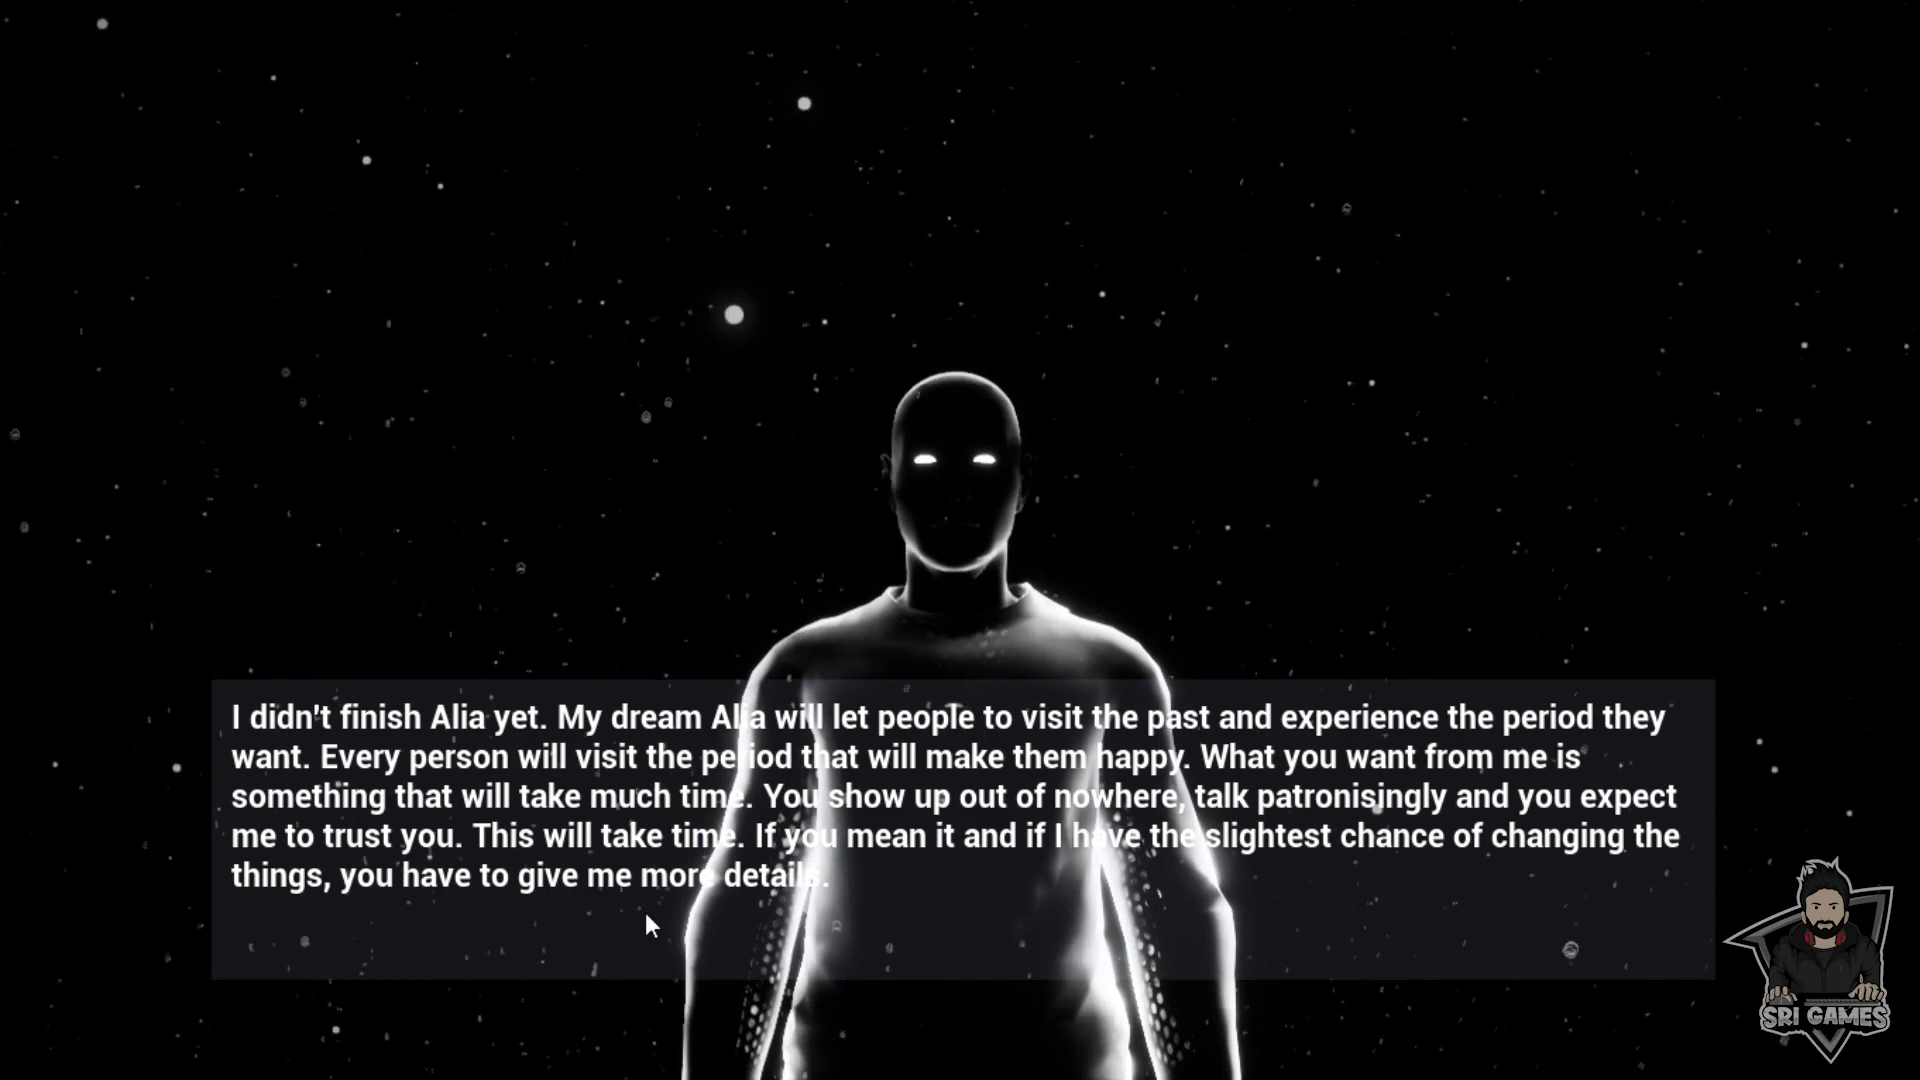 I didn't finish Alia yet. My dream Alia will let people to visit the past and experience the period they
want. Every person will visit the period that will make them happy. What you want from me is
something that will take much time. You show up out of nowhere, talk patronisingly and you expect
me to trust you. This will take time. If you mean it and if I have the slightest chance of changing the
things, you have to give me more details.
SRI GAMES